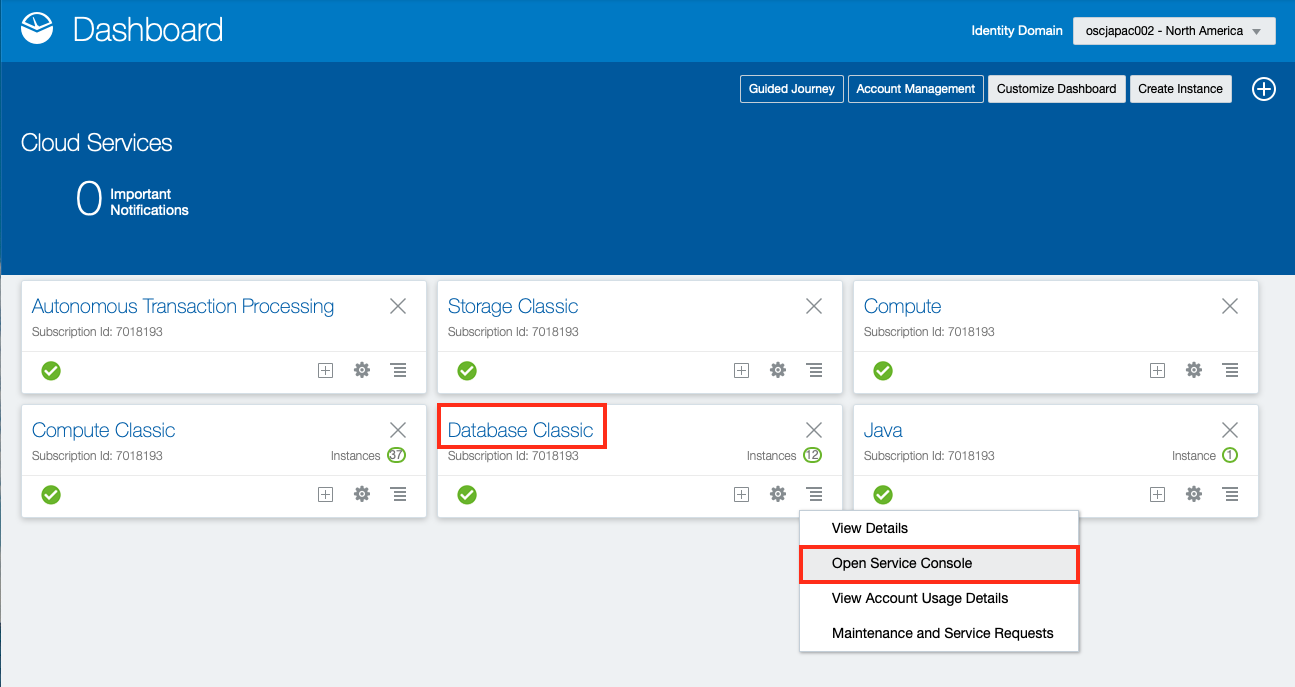 Dashboard
Identity Domain
oscjapac002 - North America
Guided Journey
Account Management
Customize Dashboard
Create Instance
Cloud Services
0
Important
Notifications
Autonomous Transaction Processing
Subscription Id: 7018193
Storage Classic
Subscription Id: 7018193
Compute
Subscription Id: 7018193
Compute Classic
Subscription Id: 7018193
Instances 37
Database Classic
Subscription Id: 7018193
Instances 12
Java
Subscription Id: 7018193
Instance 1
View Details
Open Service Console
View Account Usage Details
Maintenance and Service Requests